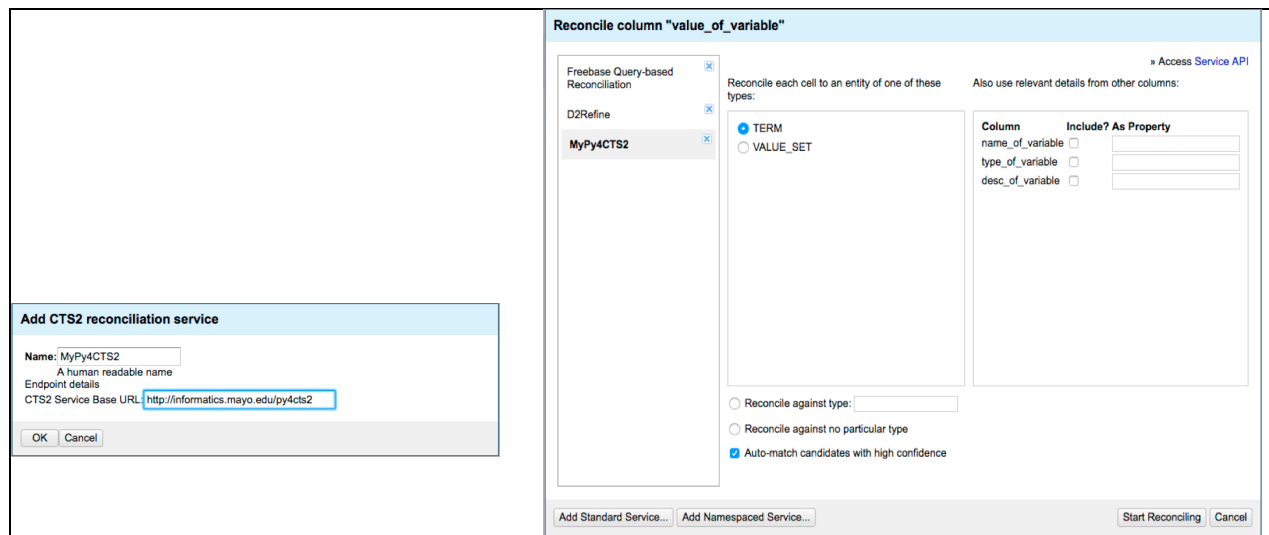 Add CTS2 reconciliation service
Name: MyPy4CTS2
A human readable name
Endpoint details
CTS2 Service Base URL: http://informatics.mayo.edu/py4cts2
OK Cancel
Reconcile column "value_of_variable"
Freebase Query-based
Reconciliation
D2Refine
MyPy4CTS2
» Access Service API
Reconcile each cell to an entity of one of these
types:
TERM
VALUE_SET
Also use relevant details from other columns:
Column Include? As Property
name_of_variable
type_of_variable
desc_of_variable
Reconcile against type:
Reconcile against no particular type
Auto-match candidates with high confidence
Add Standard Service... Add Namespaced Service... Start Reconciling Cancel